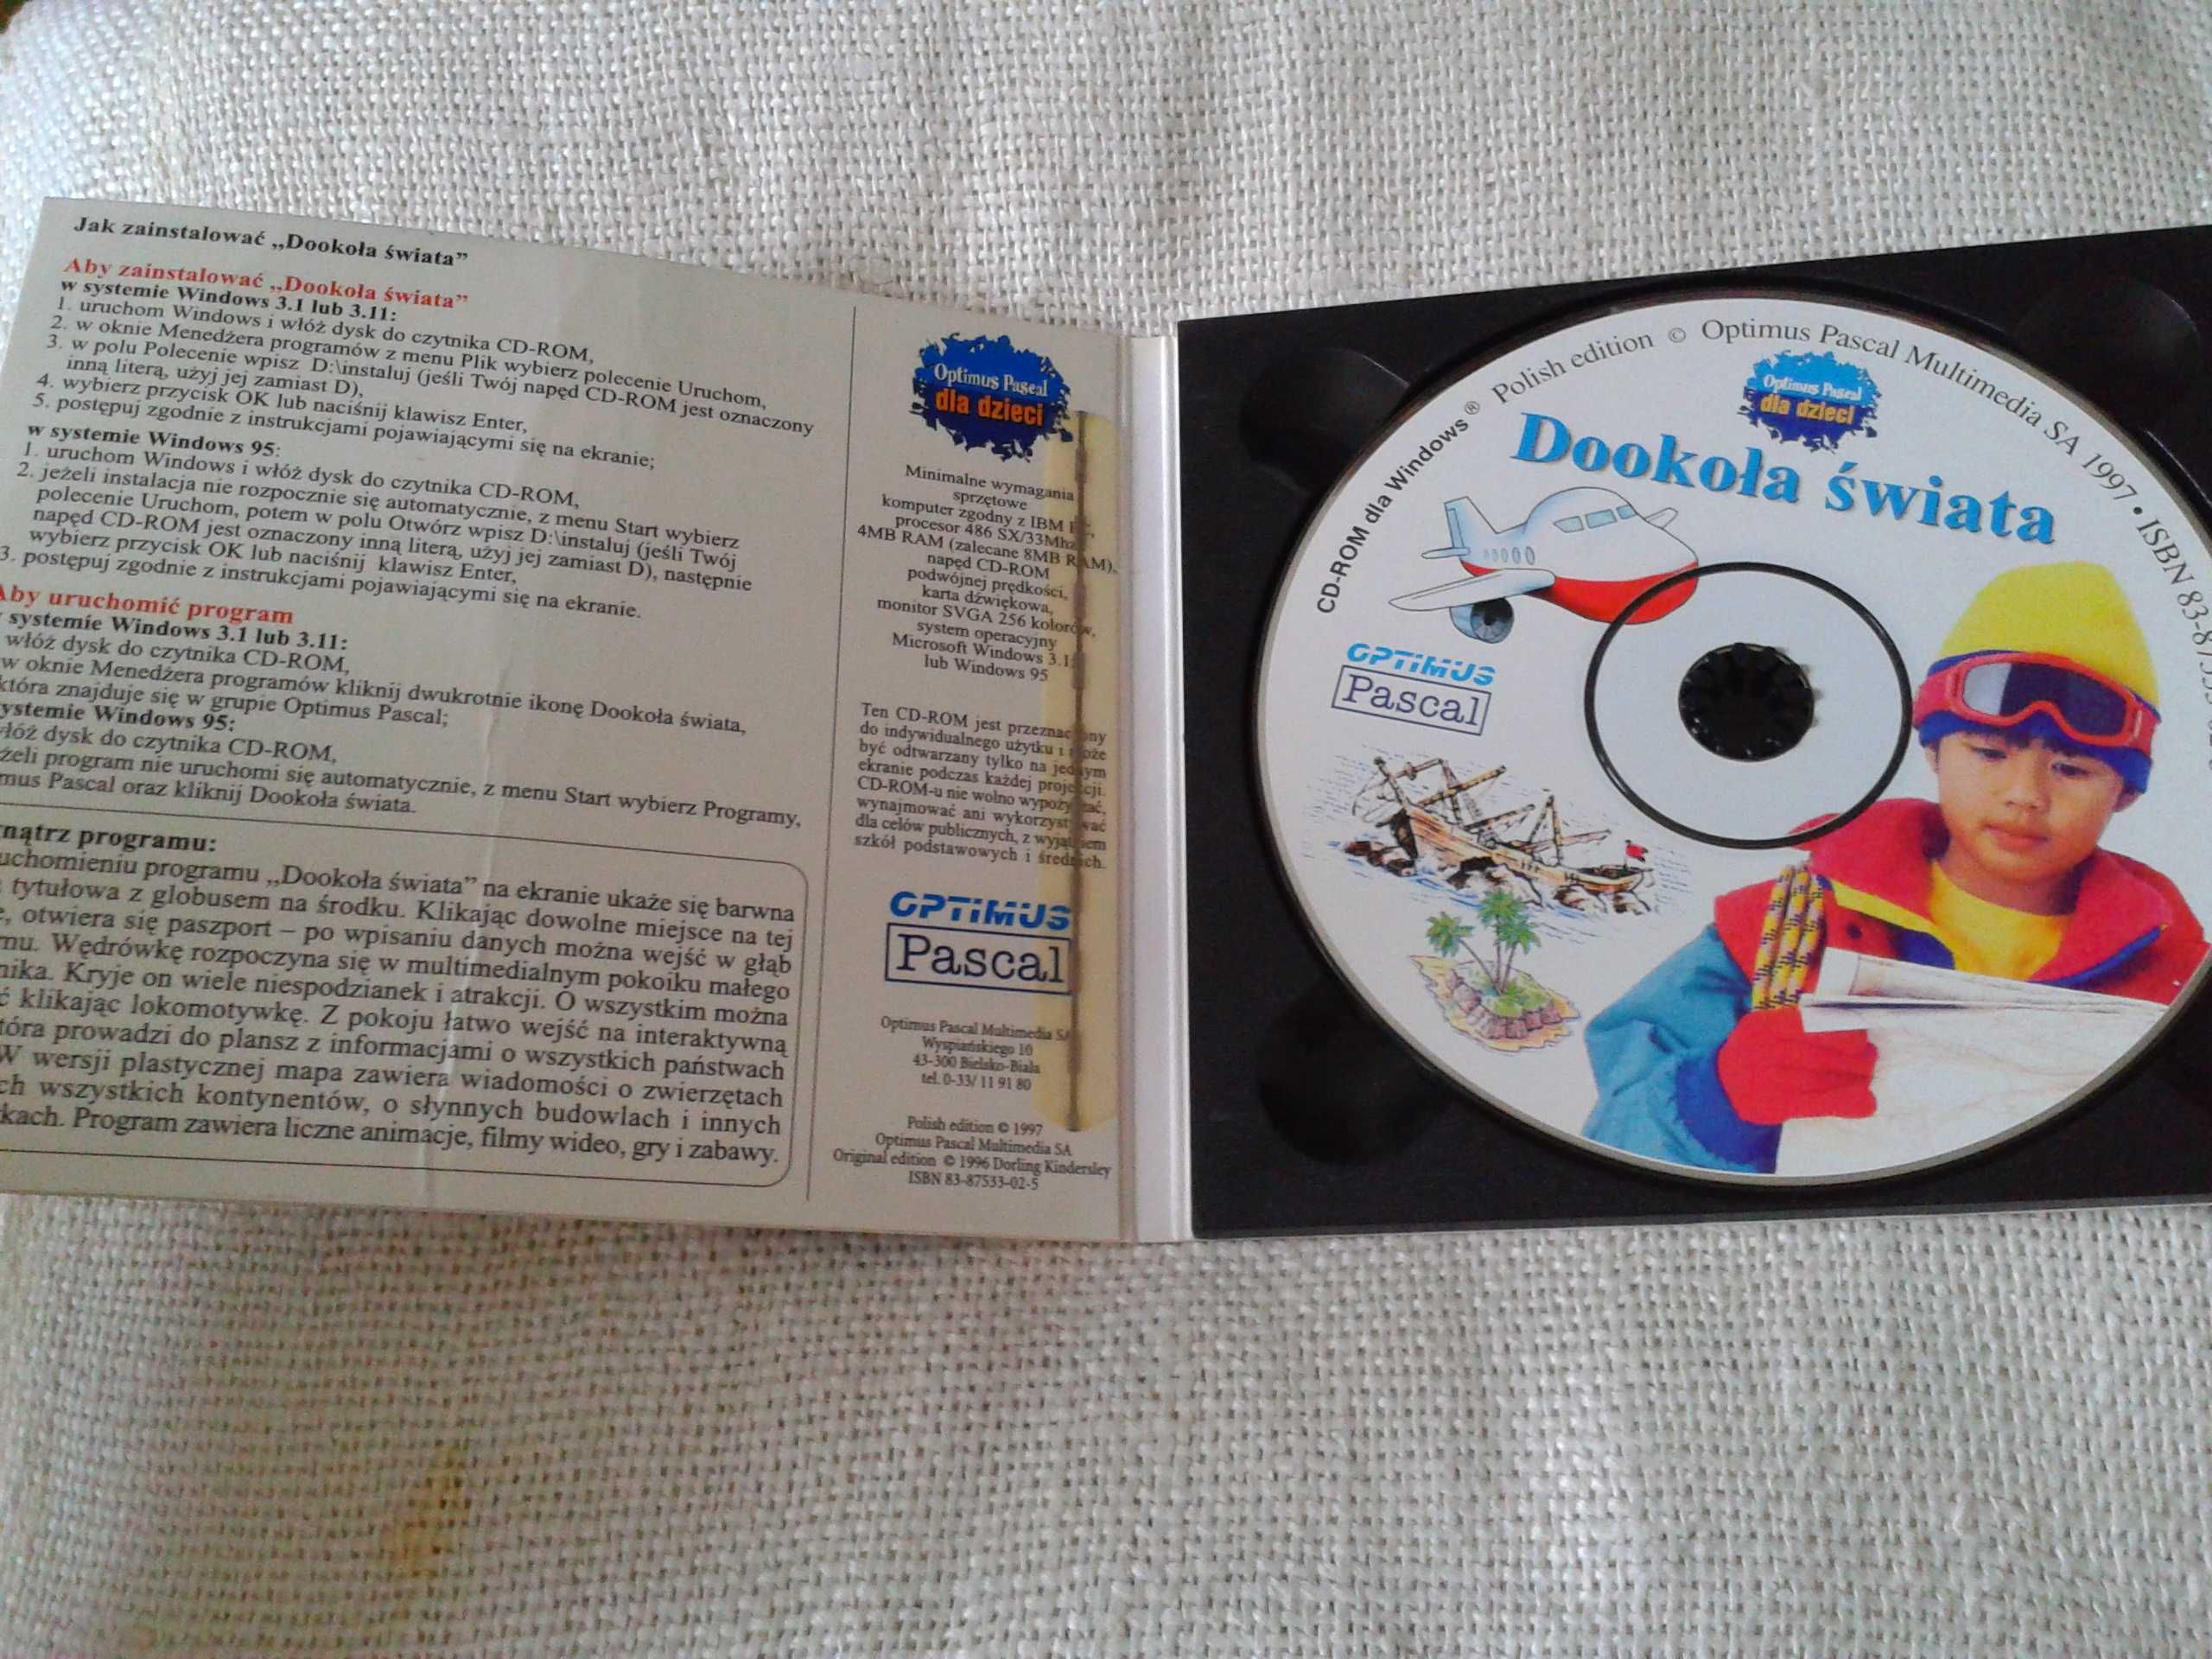 Jak zainstalować „Dookoła świata”
Aby zainstalować „Dookoła świata”
w systemie Windows 3.1 lub 3.11:
1. uruchom Windows i włóż dysk do czytnika CD-ROM,
2. w oknie Menedżera programów z menu Plik wybierz polecenie Uruchom,
3. w polu Polecenie wpisz D:\instaluj (jeśli Twój napęd CD-ROM jest oznaczony
inną literą, użyj jej zamiast D),
4. wybierz przycisk OK lub naciśnij klawisz Enter,
5. postępuj zgodnie z instrukcjami pojawiającymi się na ekranie;
w systemie Windows 95:
1. uruchom Windows i włóż dysk do czytnika CD-ROM,
2. jeżeli instalacja nie rozpocznie się automatycznie, z menu Start wybierz
polecenie Uruchom, potem w polu Otwórz wpisz D:\instaluj (jeśli Twój
napęd CD-ROM jest oznaczony inną literą, użyj jej zamiast D), następnie
wybierz przycisk OK lub naciśnij klawisz Enter,
3. postępuj zgodnie z instrukcjami pojawiającymi się na ekranie.
Aby uruchomić program
systemie Windows 3.1 lub 3.11:
włóż dysk do czytnika CD-ROM,
w oknie Menedżera programów kliknij dwukrotnie ikonę Dookoła świata,
która znajduje się w grupie Optimus Pascal;
ystemie Windows 95:
włóż dysk do czytnika CD-ROM,
żeli program nie uruchomi się automatycznie, z menu Start wybierz Programy,
mus Pascal oraz kliknij Dookoła świata.
nątrz programu:
uchomieniu programu „Dookoła świata” na ekranie ukaże się barwna
tytułowa z globusem na środku. Klikając dowolne miejsce na tej
, otwiera się paszport – po wpisaniu danych można wejść w głąb
mu. Wędrówkę rozpoczyna się w multimedialnym pokoiku małego
nika. Kryje on wiele niespodzianek i atrakcji. O wszystkim można
ć klikając lokomotywkę. Z pokoju łatwo wejść na interaktywną
tóra prowadzi do plansz z informacjami o wszystkich państwach
W wersji plastycznej mapa zawiera wiadomości o zwierzętach
ch wszystkich kontynentów, o słynnych budowlach i innych
kach. Program zawiera liczne animacje, filmy wideo, gry i zabawy.
Optimus Pascal
dla dzieci
Minimalne wymagania
sprzętowe
komputer zgodny z IBM
procesor 486 SX/33Mhz
4MB RAM (zalecane 8MB RAM),
napęd CD-ROM
podwójnej prędkości,
karta dźwiękowa,
monitor SVGA 256 kolorów,
system operacyjny
Microsoft Windows 3.1
lub Windows 95
Ten CD-ROM jest przeznaczony
do indywidualnego użytku i może
być odtwarzany tylko na jednym
ekranie podczas każdej projekcji.
CD-ROM-u nie wolno wypożyczać,
wynajmować ani wykorzystywać
dla celów publicznych, z wyjątkiem
szkół podstawowych i średnich.
OPTIMUS
Pascal
Optimus Pascal Multimedia SA
Wyspiańskiego 10
43-300 Bielsko-Biała
tel. 0-33/ 11 91 80
Polish edition © 1997
Optimus Pascal Multimedia SA
Original edition © 1996 Dorling Kindersley
ISBN 83-87533-02-5
CD-ROM dla Windows® Polish edition © Optimus Pascal Multimedia SA 1997 • ISBN
Optimus Pascal
dla dzieci
Dookoła świata
OPTIMUS
Pascal